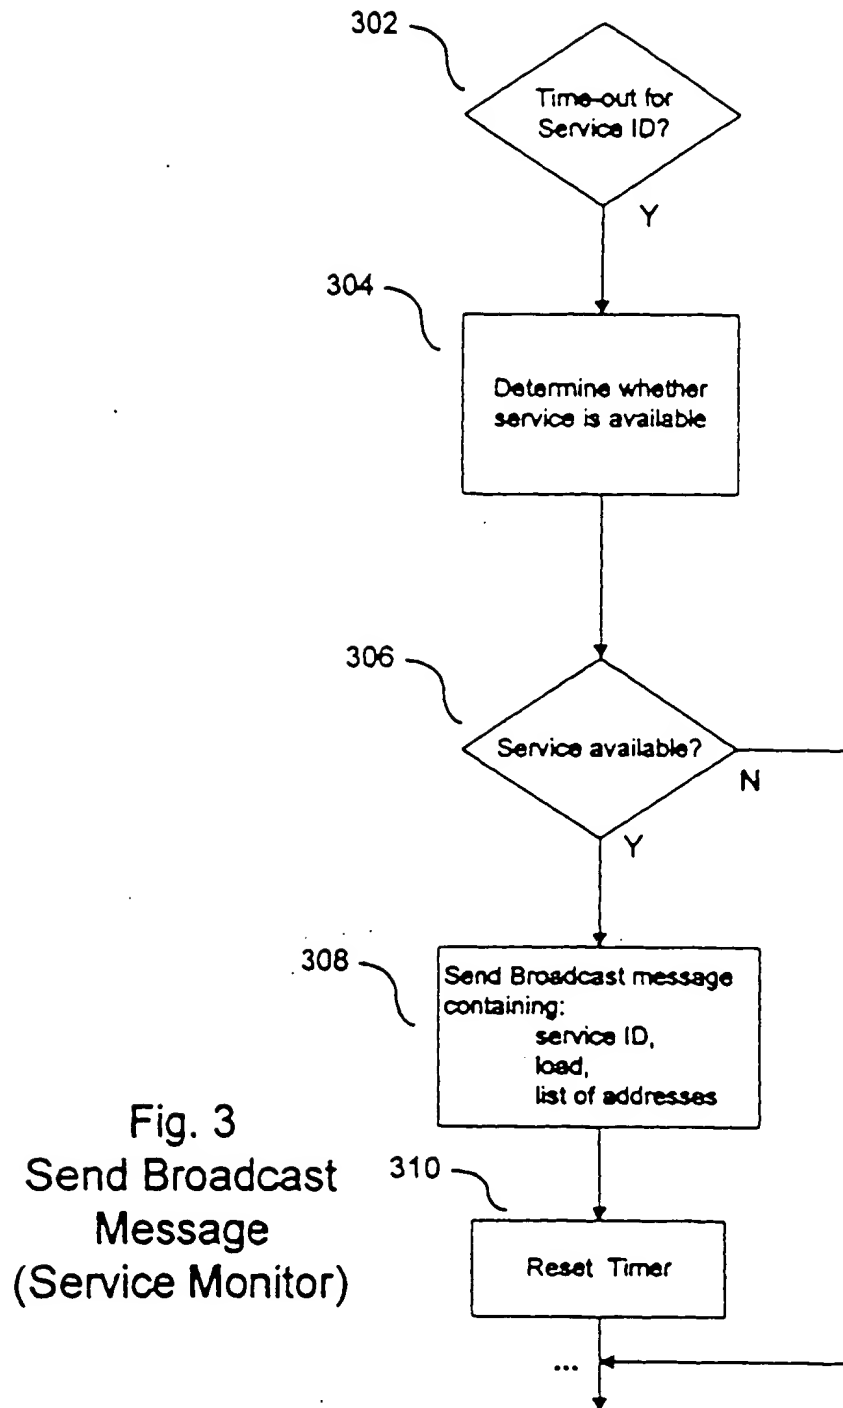 302
Time-out for
Service ID?
Y
304
Determine whether
service is available
306
Service available?
N
Y
308
Send Broadcast message
containing:
service ID,
load,
list of addresses
Fig. 3
Send Broadcast
Message
(Service Monitor)
310
Reset Timer
...